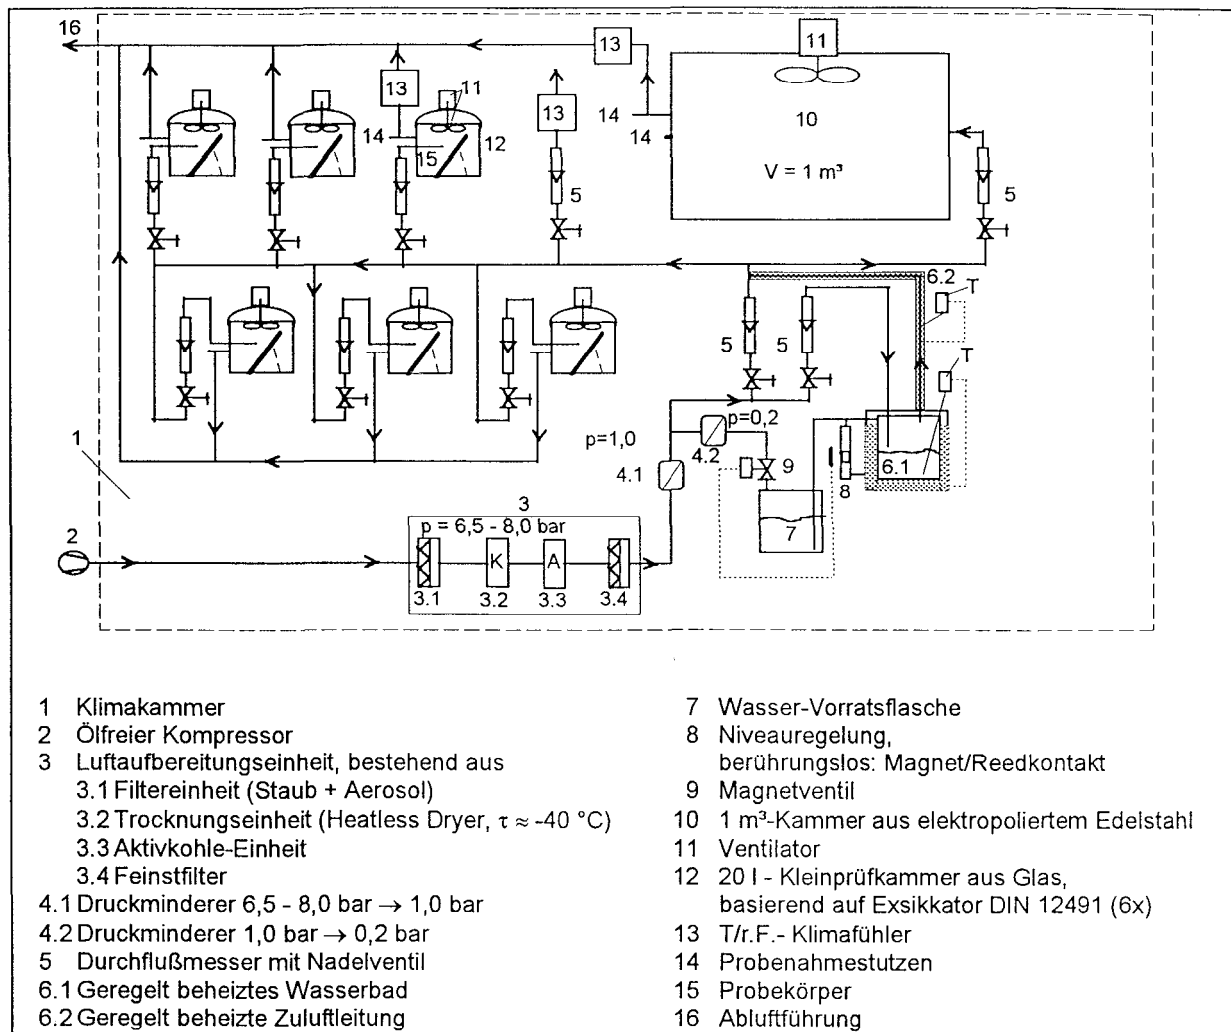 16
13
11
10
V = 1 m³
14
14
13
11
14
12
15
13
5
5
6.2
T
5
5
T
p=0,2
p=1,0
4.2
4.1
9
8
6.1
7
1
2
3
p = 6,5 - 8,0 bar
K
A
3.1
3.2
3.3
3.4
1 Klimakammer
2 Ölfreier Kompressor
3 Luftaufbereitungseinheit, bestehend aus
3.1 Filtereinheit (Staub + Aerosol)
3.2 Trocknungseinheit (Heatless Dryer, τ ≈ -40 °C)
3.3 Aktivkohle-Einheit
3.4 Feinstfilter
4.1 Druckminderer 6,5 - 8,0 bar → 1,0 bar
4.2 Druckminderer 1,0 bar → 0,2 bar
5 Durchflußmesser mit Nadelventil
6.1 Geregelt beheiztes Wasserbad
6.2 Geregelt beheizte Zuluftleitung
7 Wasser-Vorratsflasche
8 Niveauregelung,
berührungslos: Magnet/Reedkontakt
9 Magnetventil
10 1 m³-Kammer aus elektropoliertem Edelstahl
11 Ventilator
12 20 l - Kleinprüfkammer aus Glas,
basierend auf Exsikkator DIN 12491 (6x)
13 T/r.F.- Klimafühler
14 Probenahmestutzen
15 Probekörper
16 Abluftführung